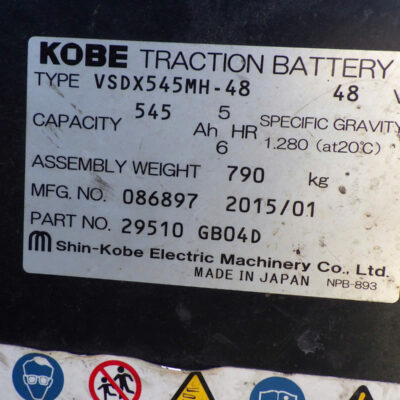 KOBE TRACTION BATTERY
TYPE VSDX545MH-48 48 V
CAPACITY 545 Ah 5 HR SPECIFIC GRAVITY
6 1.280 (at20°C)
ASSEMBLY WEIGHT 790 kg
MFG. NO. 086897 2015/01
PART NO. 29510 GB04D
Shin-Kobe Electric Machinery Co., Ltd.
MADE IN JAPAN NPB-893